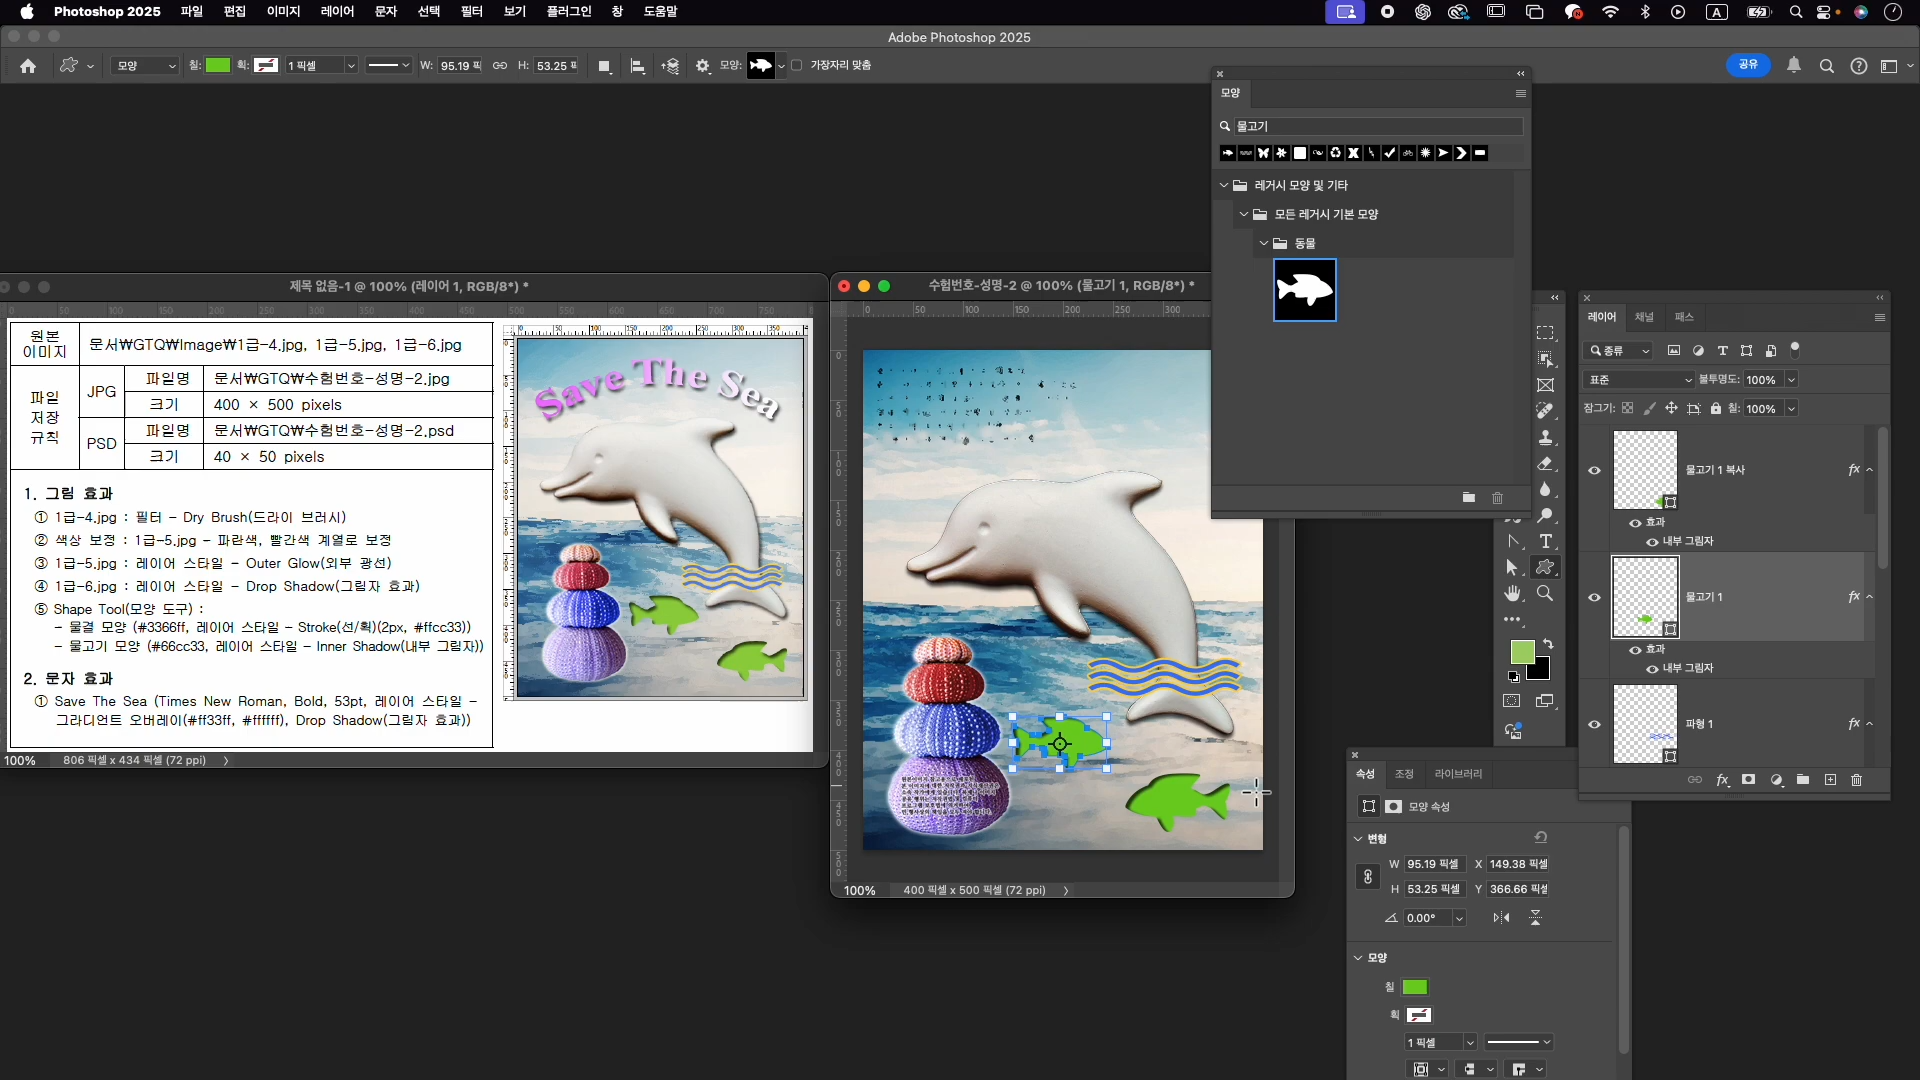 Photoshop 2025 파일 편집 이미지 레이어 문자 선택 필터 보기 플러그인 창 도움말
Adobe Photoshop 2025
모양 칠: 획: 1 픽셀 W: 95.19 픽 H: 53.25 픽 모양: 가장자리 맞춤 공유
모양
물고기
레거시 모양 및 기타
모든 레거시 기본 모양
동물
제목 없음-1 @ 100% (레이어 1, RGB/8*) *
원본
이미지
문서₩GTQ₩Image₩1급-4.jpg, 1급-5.jpg, 1급-6.jpg
파일
저장
규칙
JPG
파일명
문서₩GTQ₩수험번호-성명-2.jpg
크기
400 × 500 pixels
PSD
파일명
문서₩GTQ₩수험번호-성명-2.psd
크기
40 × 50 pixels
1. 그림 효과
① 1급-4.jpg : 필터 - Dry Brush(드라이 브러시)
② 색상 보정 : 1급-5.jpg - 파란색, 빨간색 계열로 보정
③ 1급-5.jpg : 레이어 스타일 - Outer Glow(외부 광선)
④ 1급-6.jpg : 레이어 스타일 - Drop Shadow(그림자 효과)
⑤ Shape Tool(모양 도구) :
- 물결 모양 (#3366ff, 레이어 스타일 - Stroke(선/획)(2px, #ffcc33))
- 물고기 모양 (#66cc33, 레이어 스타일 - Inner Shadow(내부 그림자))
2. 문자 효과
① Save The Sea (Times New Roman, Bold, 53pt, 레이어 스타일 -
그라디언트 오버레이(#ff33ff, #ffffff), Drop Shadow(그림자 효과))
Save The Sea
100% 806 픽셀 x 434 픽셀 (72 ppi)
수험번호-성명-2 @ 100% (물고기 1, RGB/8*) *
100% 400 픽셀 x 500 픽셀 (72 ppi)
레이어 채널 패스
종류
표준 불투명도: 100%
잠그기: 칠: 100%
물고기 1 복사 fx
효과
내부 그림자
물고기 1 fx
효과
내부 그림자
파형 1 fx
속성 조정 라이브러리
모양 속성
변형
W 95.19 픽셀 X 149.38 픽셀
H 53.25 픽셀 Y 366.66 픽셀
0.00°
모양
칠
획
1 픽셀